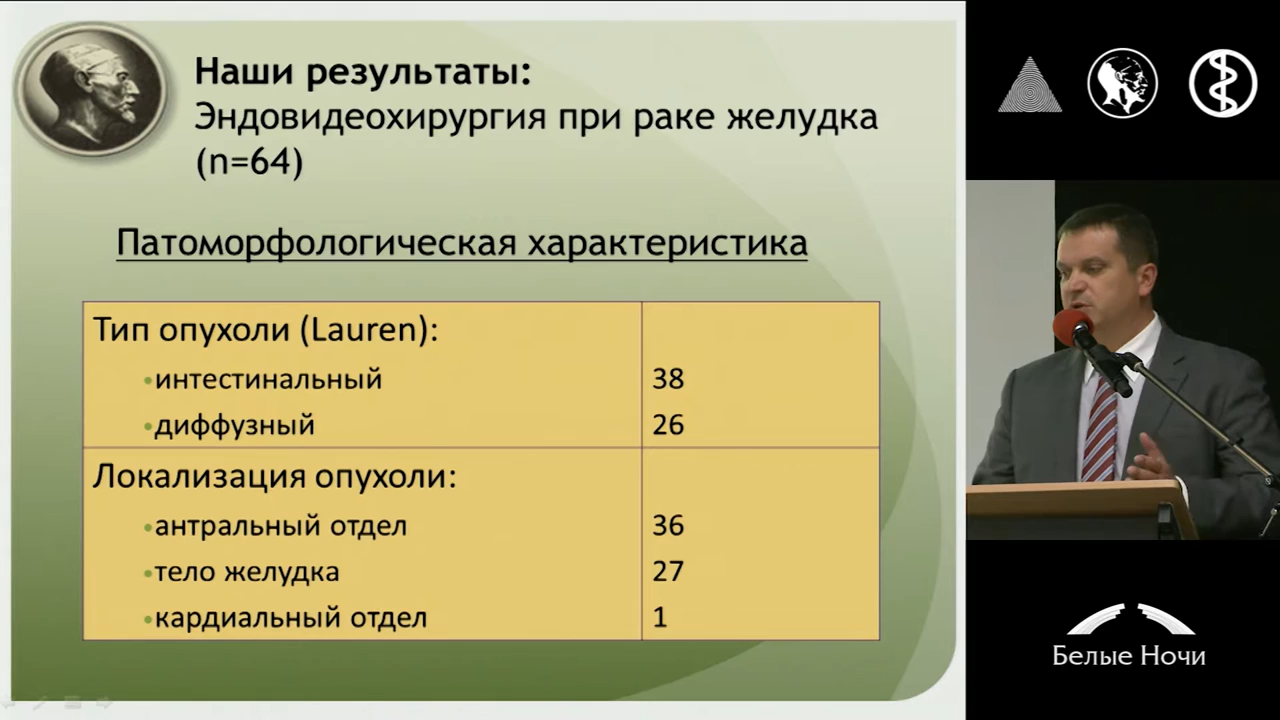 Наши результаты:
Эндовидеохирургия при раке желудка
(n=64)
Патоморфологическая характеристика
Тип опухоли (Lauren):
•интестинальный 38
•диффузный 26
Локализация опухоли:
•антральный отдел 36
•тело желудка 27
•кардиальный отдел 1
Белые Ночи